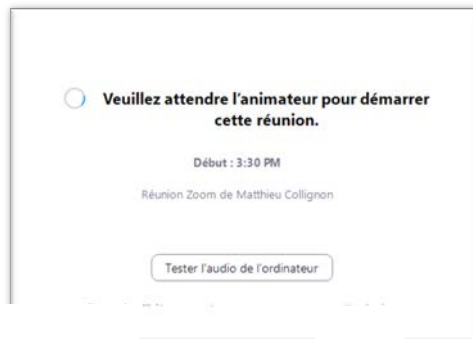 Veuillez attendre l'animateur pour démarrer
cette réunion.
Début : 3:30 PM
Réunion Zoom de Matthieu Collignon
Tester l'audio de l'ordinateur